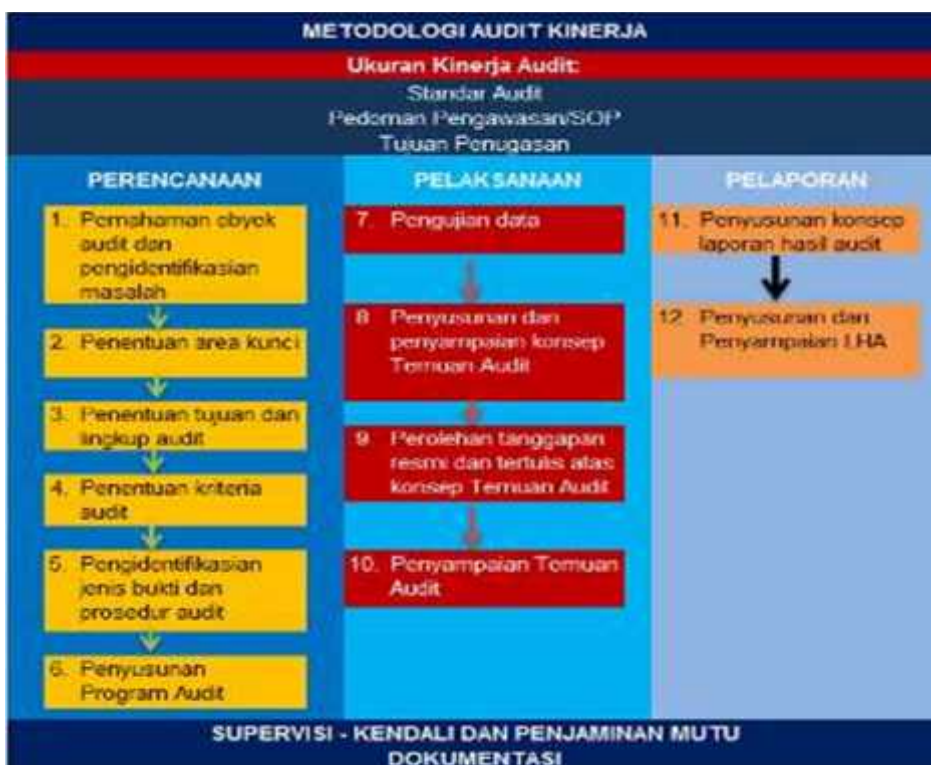 METODOLOGI AUDIT KINERJA
Ukuran Kinerja Audit:
Standar Audit
Pedoman Pengawasan/SOP
Tujuan Penugasan
PERENCANAAN
1. Pemahaman obyek
audit dan
pengidentifikasian
masalah
2. Penentuan area kunci
3. Penentuan tujuan dan
lingkup audit
4. Penentuan kriteria
audit
5. Pengidentifikasian
jenis bukti dan
prosedur audit
6. Penyusunan
Program Audit
PELAKSANAAN
7. Pengujian data
8 Penyusunan dan
penyampaian konsep
Temuan Audit
9 Perolehan tanggapan
resmi dan tertulis atas
konsep Temuan Audit
10. Penyampaian Temuan
Audit
PELAPORAN
11. Penyusunan konsep
laporan hasil audit
12 Penyusunan dan
Penyampaian LHA
SUPERVISI - KENDALI DAN PENJAMINAN MUTU
DOKUMENTASI